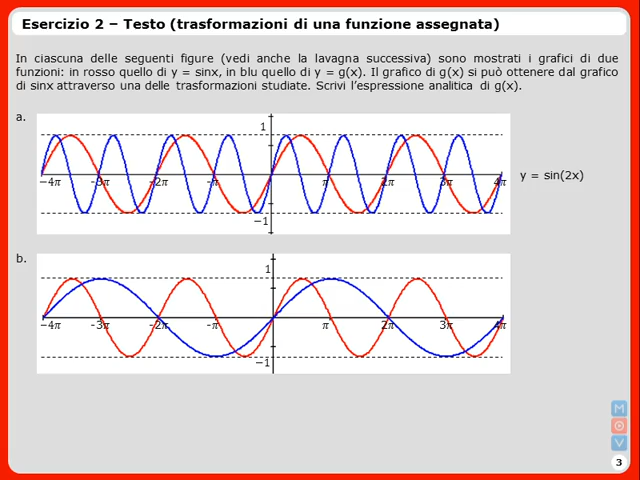 Esercizio 2 – Testo (trasformazioni di una funzione assegnata)
In ciascuna delle seguenti figure (vedi anche la lavagna successiva) sono mostrati i grafici di due
funzioni: in rosso quello di y = sinx, in blu quello di y = g(x). Il grafico di g(x) si può ottenere dal grafico
di sinx attraverso una delle trasformazioni studiate. Scrivi l'espressione analitica di g(x).
a.
1
−4π -3π -2π -π π 2π 3π 4π
−1
y = sin(2x)
b.
1
−4π -3π -2π -π π 2π 3π 4π
−1
M
O
V
3